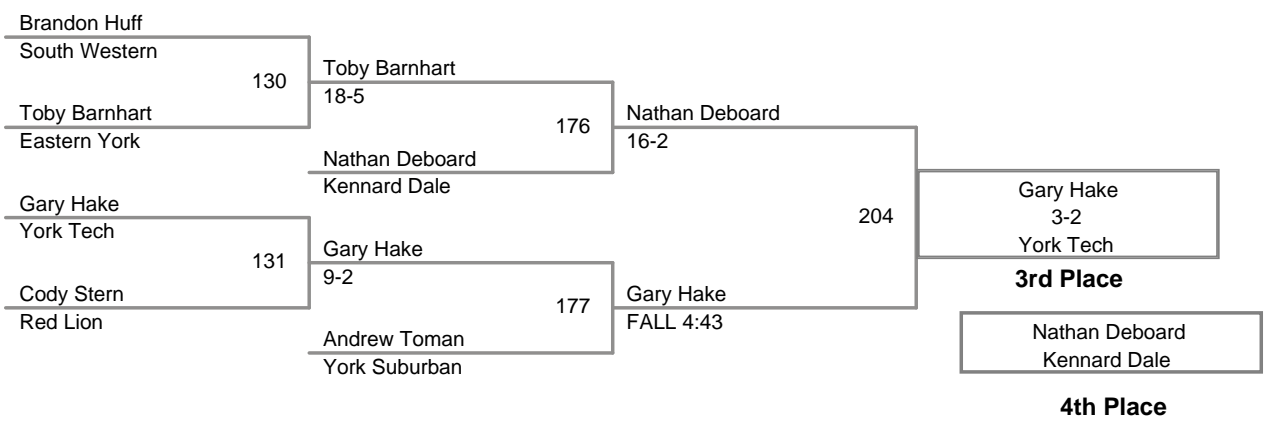 Brandon Huff
South Western
130
Toby Barnhart
Eastern York
Toby Barnhart
18-5
176
Nathan Deboard
Kennard Dale
Nathan Deboard
16-2
Gary Hake
York Tech
131
Cody Stern
Red Lion
Gary Hake
9-2
177
Andrew Toman
York Suburban
Gary Hake
FALL 4:43
204
Gary Hake
3-2
York Tech
3rd Place
Nathan Deboard
Kennard Dale
4th Place